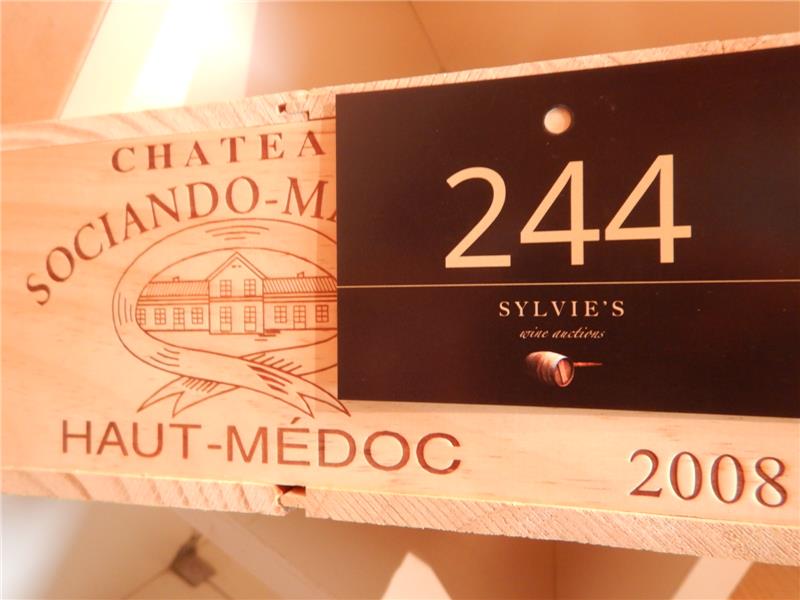 CHATEA
SOCIANDO-MA
HAUT-MÉDOC
2008
244
SYLVIE'S
wine auctions